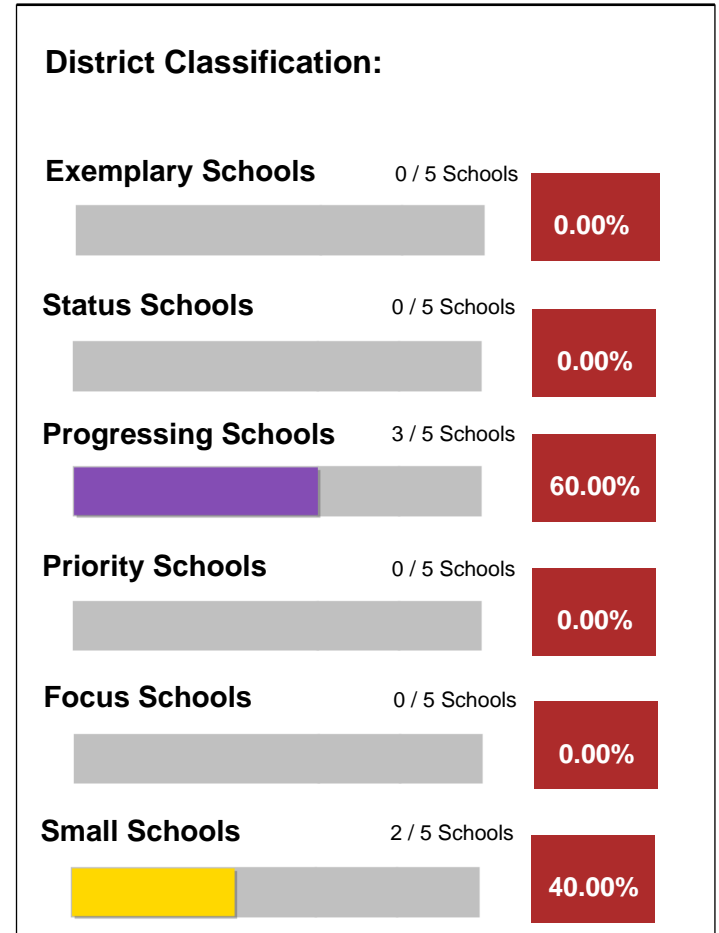 District Classification:
Exemplary Schools 0 / 5 Schools
0.00%
Status Schools 0 / 5 Schools
0.00%
Progressing Schools 3 / 5 Schools
60.00%
Priority Schools 0 / 5 Schools
0.00%
Focus Schools 0 / 5 Schools
0.00%
Small Schools 2 / 5 Schools
40.00%